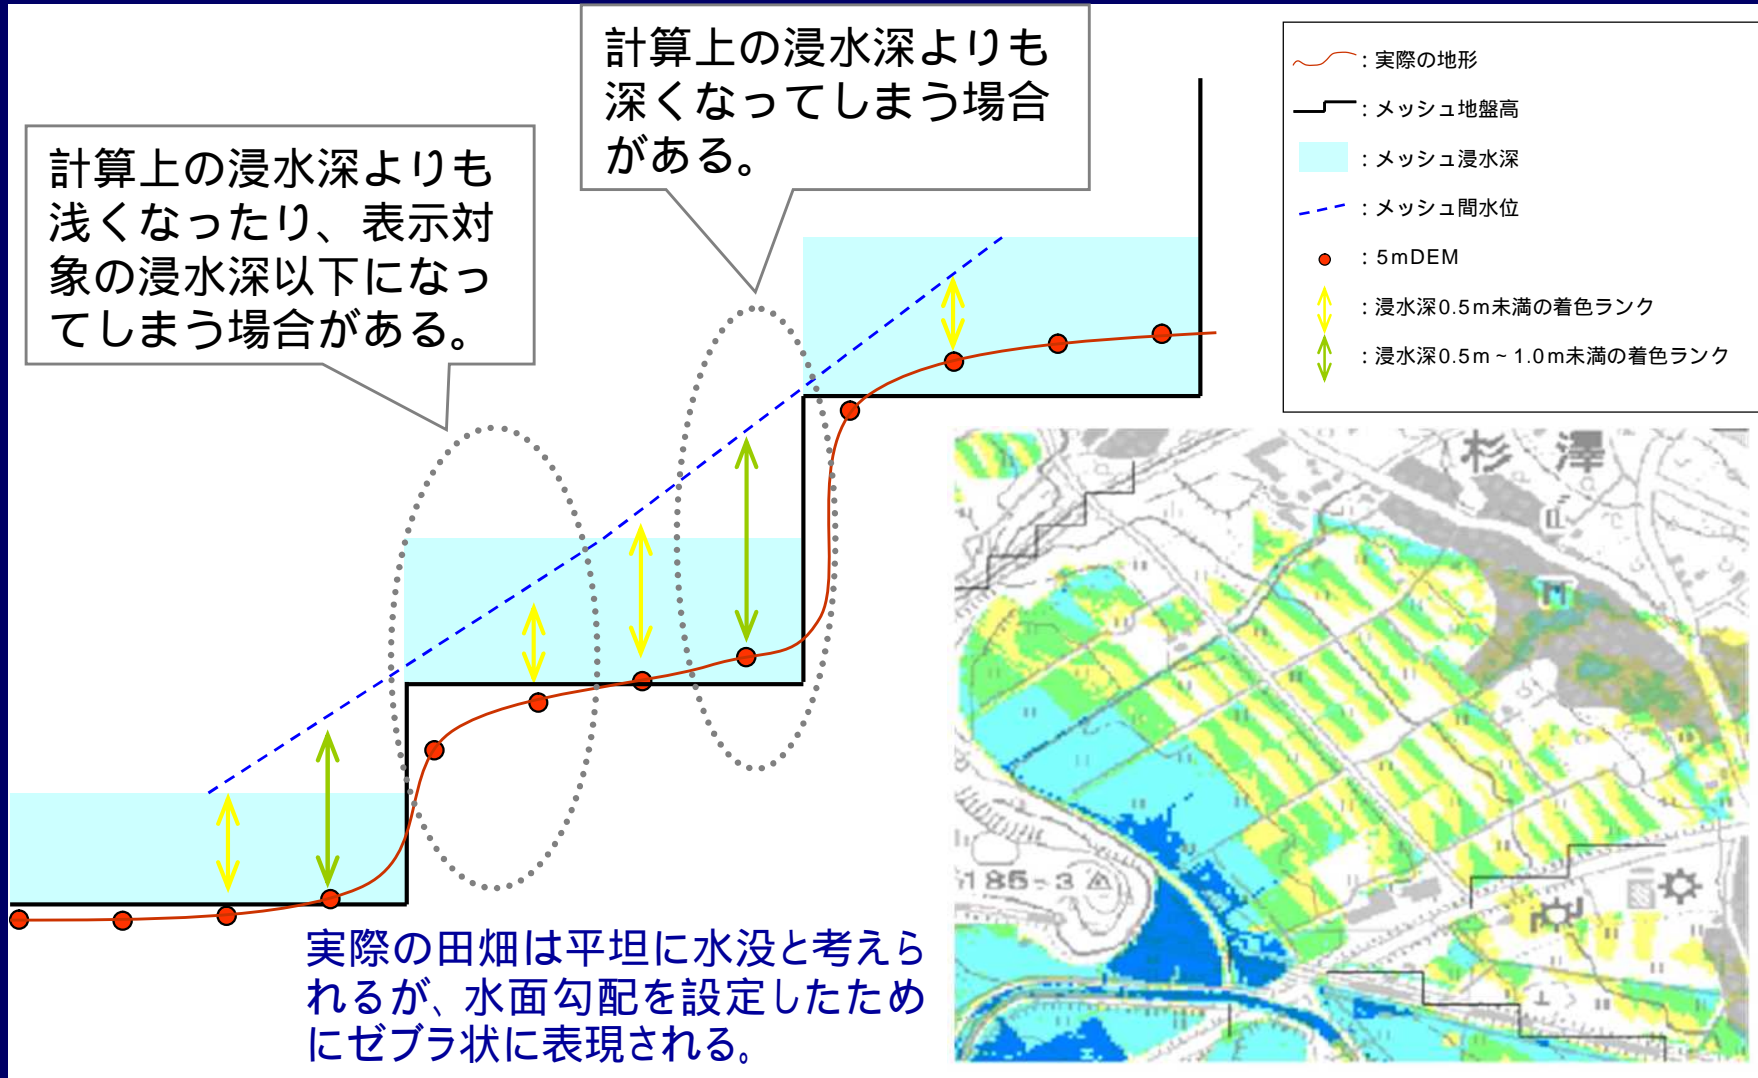 計算上の浸水深よりも
深くなってしまう場合
がある。
計算上の浸水深よりも
浅くなったり、表示対
象の浸水深以下になっ
てしまう場合がある。
：実際の地形
：メッシュ地盤高
：メッシュ浸水深
：メッシュ間水位
：5mDEM
：浸水深0.5m未満の着色ランク
：浸水深0.5m~1.0m未満の着色ランク
杉澤
185-3
実際の田畑は平坦に水没と考えら
れるが、水面勾配を設定したため
にゼブラ状に表現される。